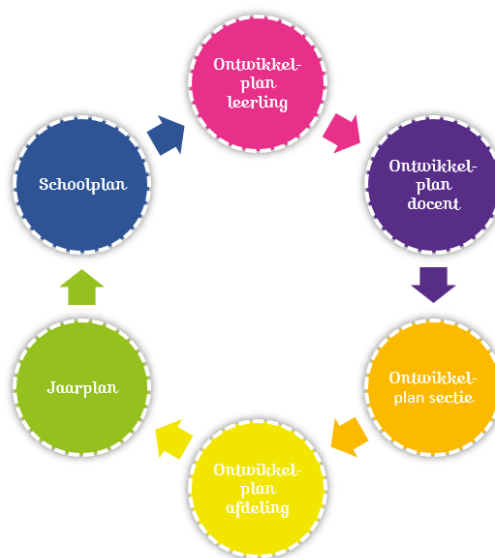 Ontwikkel-
plan
leerling
Ontwikkel-
plan
docent
Ontwikkel-
plan sectie
Ontwikkel-
plan
afdeling
Jaarplan
Schoolplan